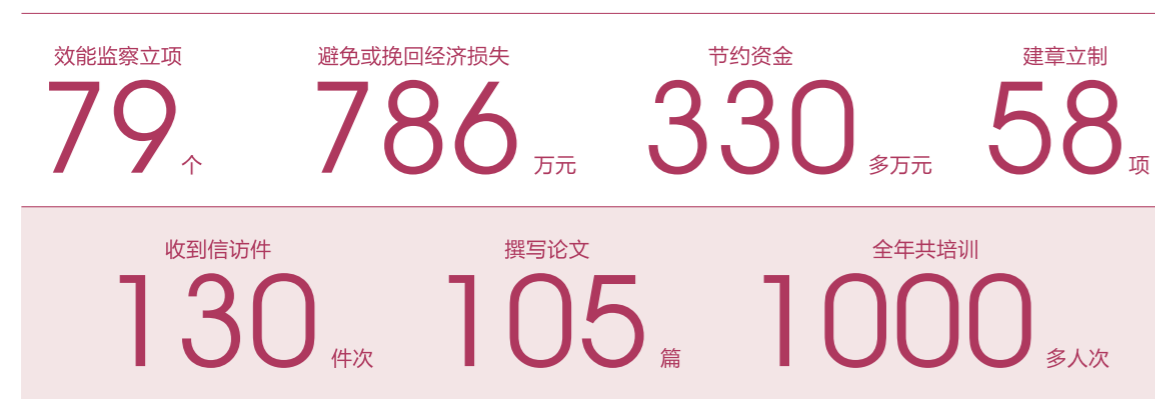 效能监察立项 避免或挽回经济损失 节约资金 建章立制
79个 786万元 330多万元 58项
收到信访件 撰写论文 全年共培训
130件次 105篇 1000多人次